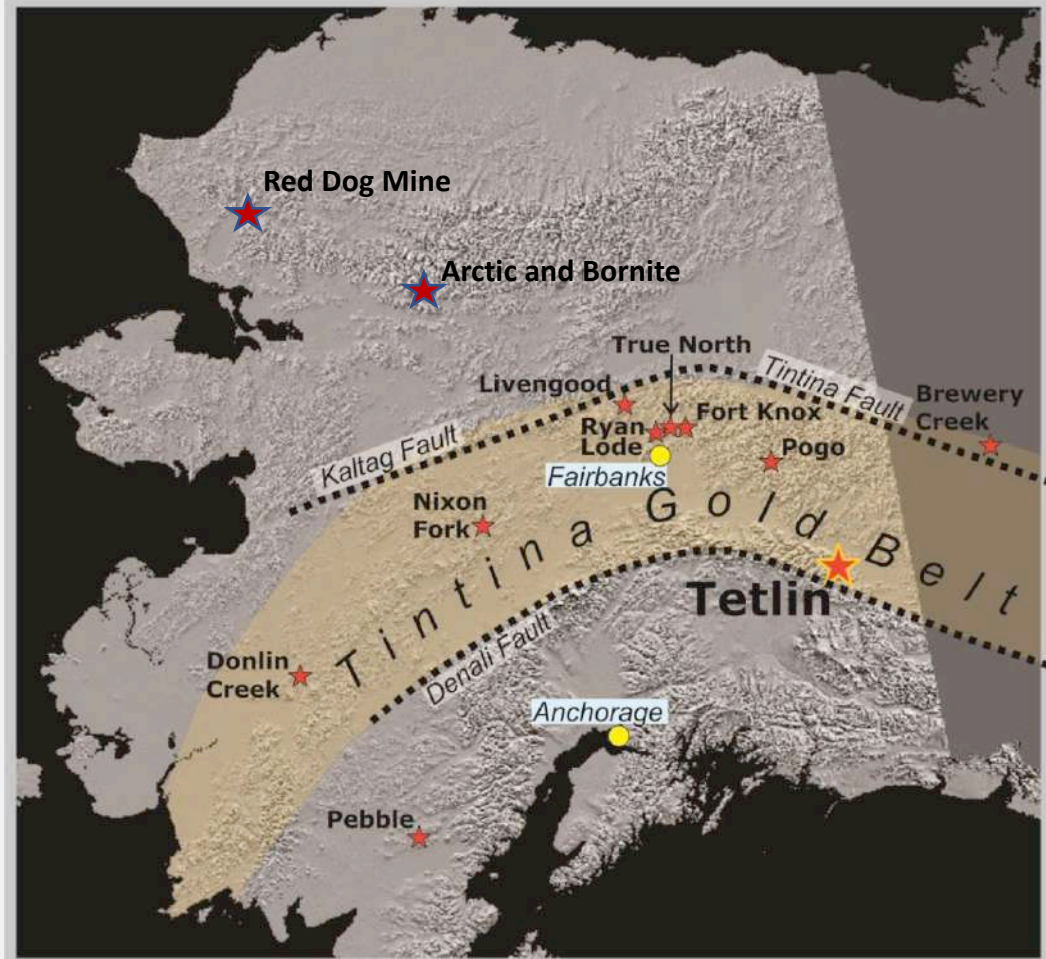 Red Dog Mine
Arctic and Bornite
True North
Tintina Fault
Livengood
Brewery
Creek
Fort Knox
Ryan
Lode
Kaltag Fault
Pogo
Fairbanks
Nixon
Fork
Tintina Gold Belt
Tetlin
Denali Fault
Donlin
Creek
Anchorage
Pebble